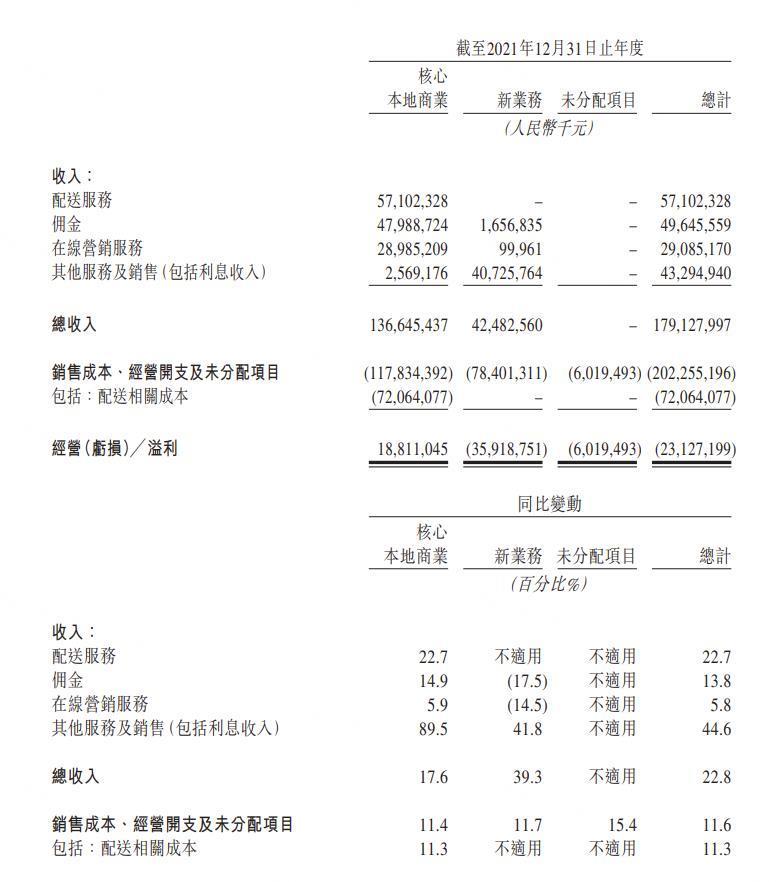 截至2021年12月31日止年度
核心
本地商業 新業務 未分配項目 總計
(人民幣千元)
收入：
配送服務 57,102,328 – – 57,102,328
佣金 47,988,724 1,656,835 – 49,645,559
在線營銷服務 28,985,209 99,961 – 29,085,170
其他服務及銷售(包括利息收入) 2,569,176 40,725,764 – 43,294,940
總收入 136,645,437 42,482,560 – 179,127,997
銷售成本、經營開支及未分配項目 (117,834,392) (78,401,311) (6,019,493) (202,255,196)
包括：配送相關成本 (72,064,077) – – (72,064,077)
經營(虧損)／溢利 18,811,045 (35,918,751) (6,019,493) (23,127,199)
同比變動
核心
本地商業 新業務 未分配項目 總計
(百分比%)
收入：
配送服務 22.7 不適用 不適用 22.7
佣金 14.9 (17.5) 不適用 13.8
在線營銷服務 5.9 (14.5) 不適用 5.8
其他服務及銷售(包括利息收入) 89.5 41.8 不適用 44.6
總收入 17.6 39.3 不適用 22.8
銷售成本、經營開支及未分配項目 11.4 11.7 15.4 11.6
包括：配送相關成本 11.3 不適用 不適用 11.3